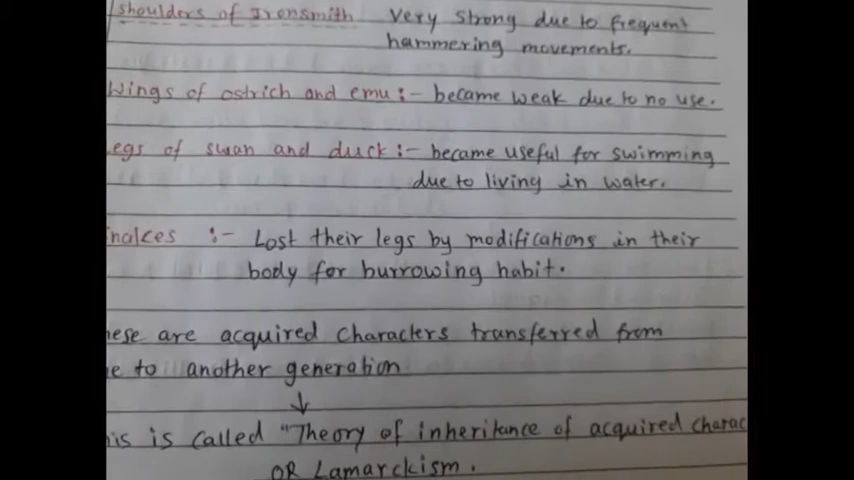 shoulders of Ironsmith very strong due to frequent
hammering movements.
Wings of ostrich and emu :- became weak due to no use.
egs of swan and duck :- became useful for swimming
due to living in water.
nakes :- Lost their legs by modifications in their
body for burrowing habit.
hese are acquired characters transferred from
e to another generation
↓
his is called "Theory of inheritance of acquired charac
OR Lamarckism.